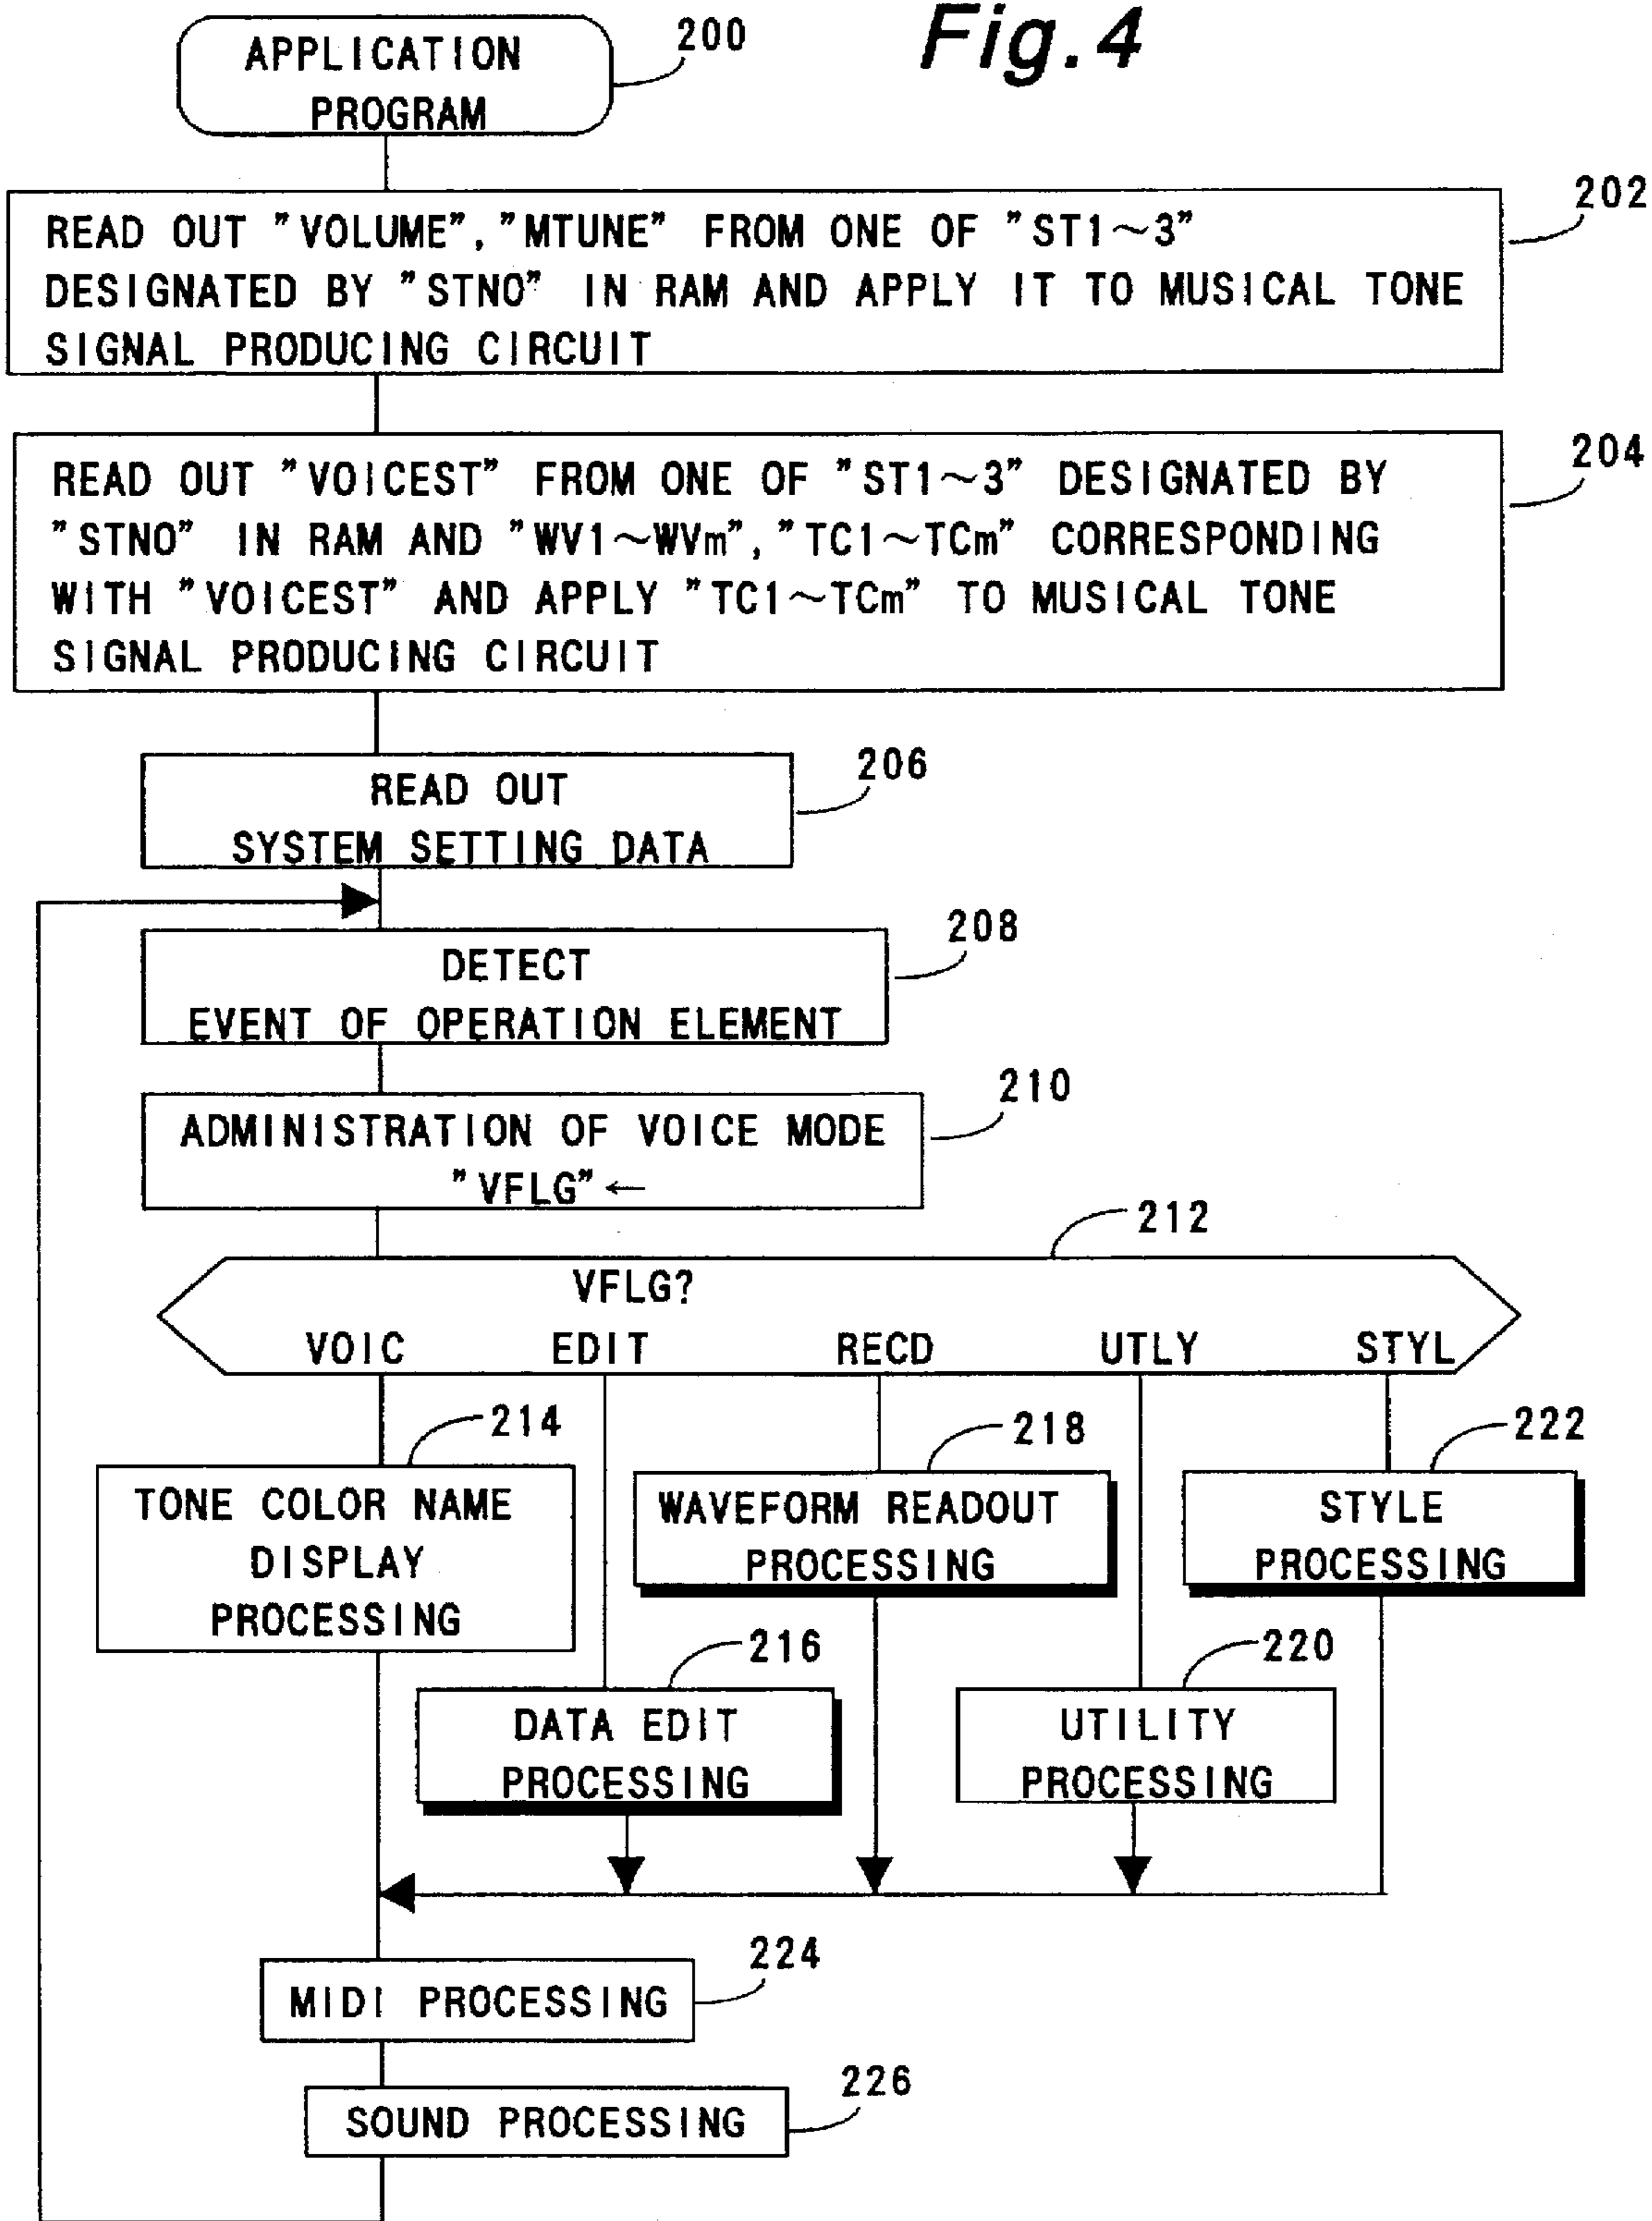 Fig.4
APPLICATION
PROGRAM
200
202
READ OUT "VOLUME", "MTUNE" FROM ONE OF "ST1~3"
DESIGNATED BY "STNO" IN RAM AND APPLY IT TO MUSICAL TONE
SIGNAL PRODUCING CIRCUIT
204
READ OUT "VOICEST" FROM ONE OF "ST1~3" DESIGNATED BY
"STNO" IN RAM AND "WV1~WVm", "TC1~TCm" CORRESPONDING
WITH "VOICEST" AND APPLY "TC1~TCm" TO MUSICAL TONE
SIGNAL PRODUCING CIRCUIT
206
READ OUT
SYSTEM SETTING DATA
208
DETECT
EVENT OF OPERATION ELEMENT
210
ADMINISTRATION OF VOICE MODE
"VFLG"←
212
VFLG?
VOIC EDIT RECD UTLY STYL
214
TONE COLOR NAME
DISPLAY
PROCESSING
218
WAVEFORM READOUT
PROCESSING
222
STYLE
PROCESSING
216
DATA EDIT
PROCESSING
220
UTILITY
PROCESSING
224
MIDI PROCESSING
226
SOUND PROCESSING